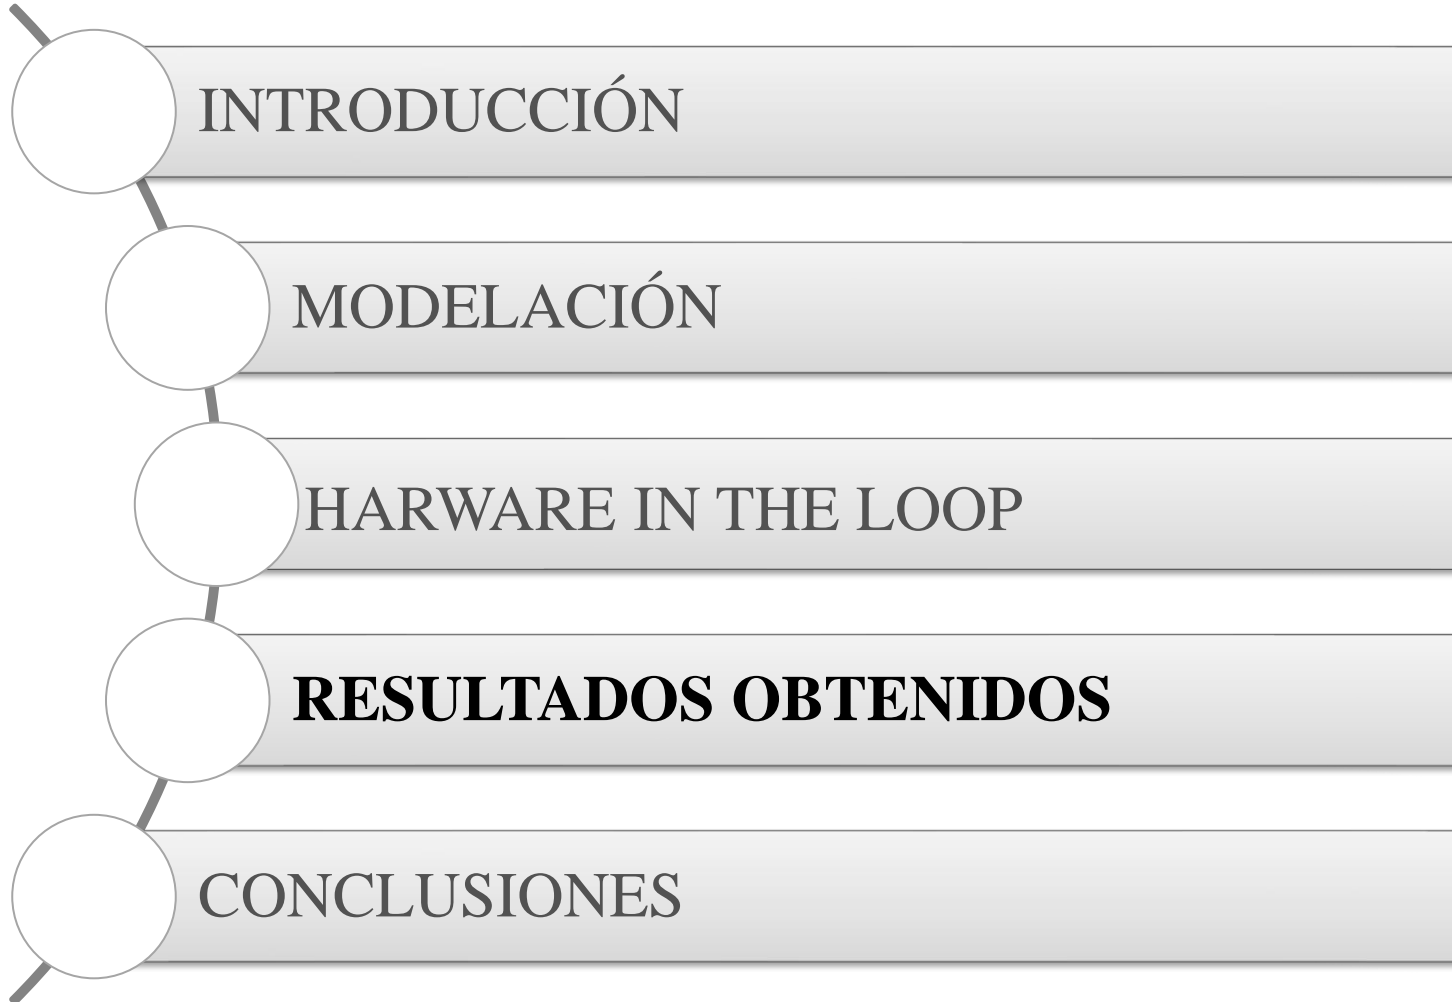 INTRODUCCIÓN
MODELACIÓN
HARWARE IN THE LOOP
RESULTADOS OBTENIDOS
CONCLUSIONES